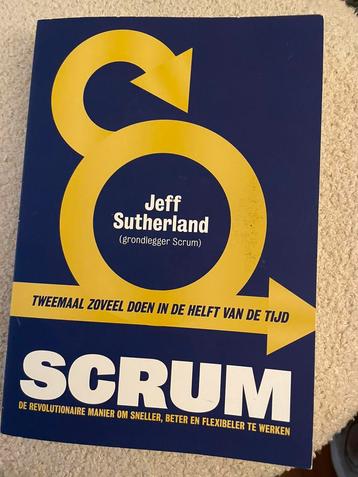 Jeff
Sutherland
(grondlegger Scrum)
TWEEMAAL ZOVEEL DOEN IN DE HELFT VAN DE TIJD
SCRUM
DE REVOLUTIONAIRE MANIER OM SNELLER, BETER EN FLEXIBELER TE WERKEN